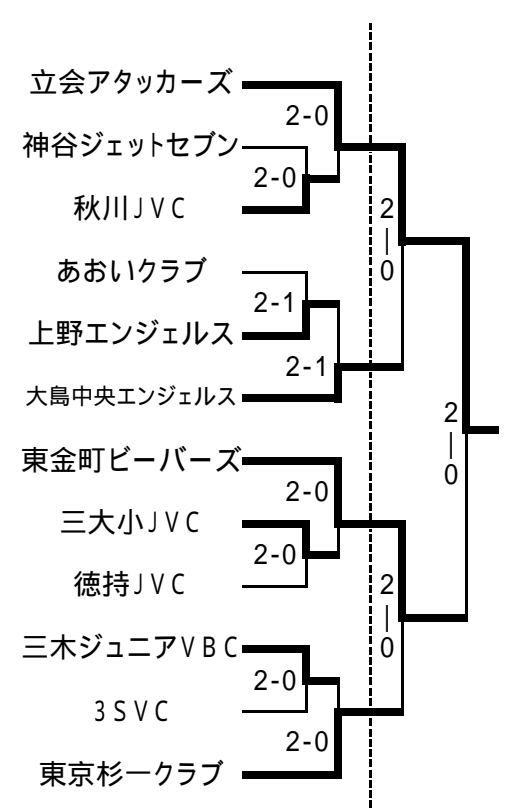 立会アタッカーズ
2-0
神谷ジェットセブン
2-0
秋川JVC
2|0
あおいクラブ
2-1
上野エンジェルス
2-1
大島中央エンジェルス
2|0
東金町ビーバーズ
2-0
三大小JVC
2-0
徳持JVC
2|0
三木ジュニアVBC
2-0
3SVC
2-0
東京杉一クラブ